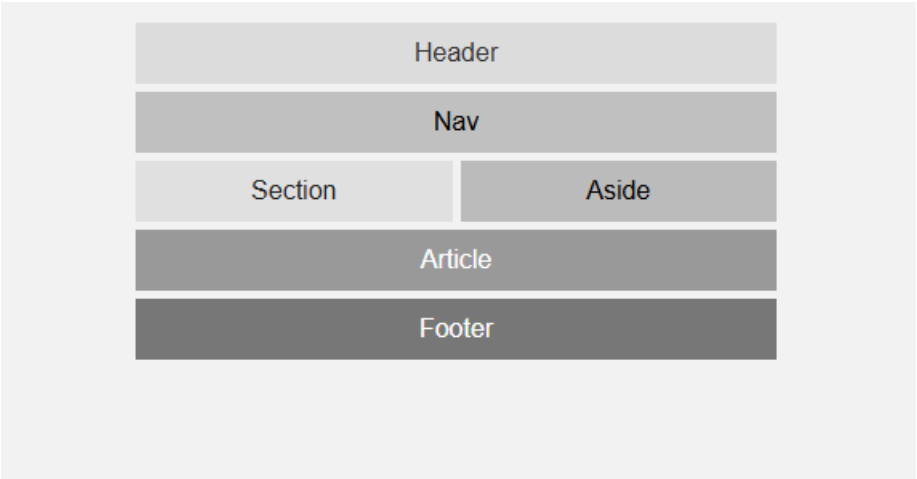 Header
Nav
Section
Aside
Article
Footer